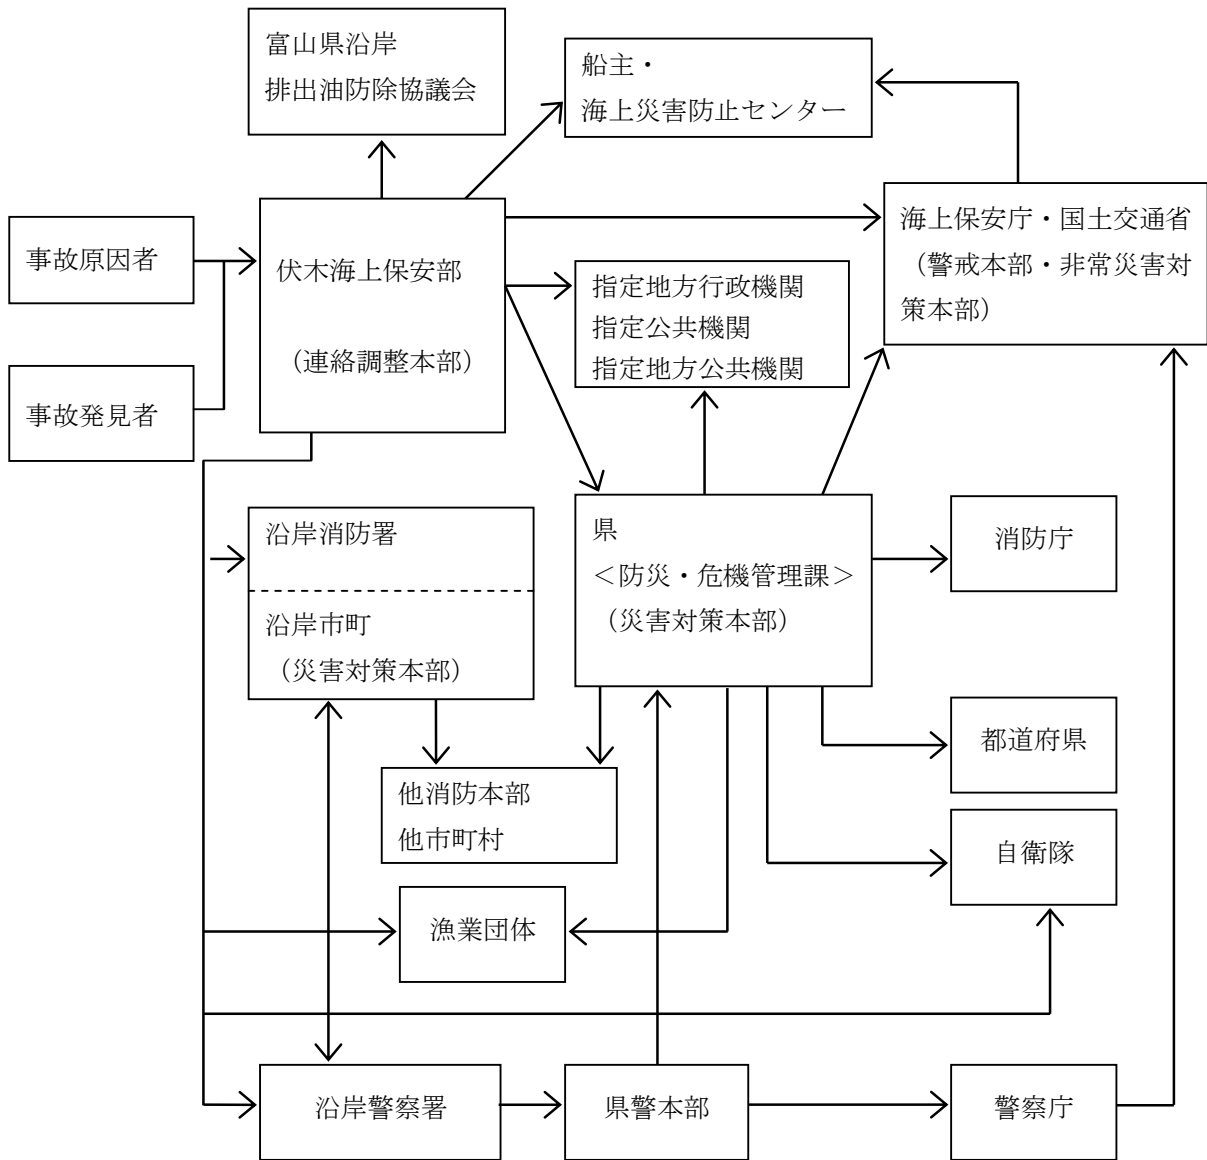 富山県沿岸
排出油防除協議会
船主・
海上災害防止センター
海上保安庁・国土交通省
（警戒本部・非常災害対
策本部）
事故原因者
伏木海上保安部
（連絡調整本部）
指定地方行政機関
指定公共機関
指定地方公共機関
事故発見者
沿岸消防署
沿岸市町
（災害対策本部）
県
＜防災・危機管理課＞
（災害対策本部）
消防庁
都道府県
他消防本部
他市町村
自衛隊
漁業団体
沿岸警察署
県警本部
警察庁